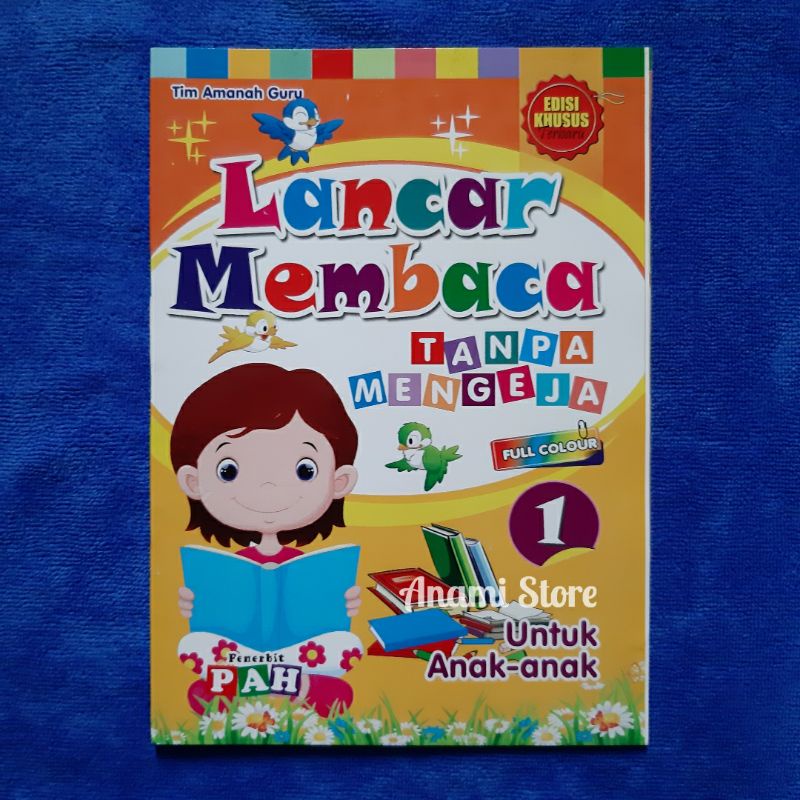 Tim Amanah Guru
EDISI
KHUSUS
Terbaru
Lancar
Membaca
TANPA
MENGEJA
FULL COLOUR
1
Anami Store
Untuk
Anak-anak
Penerbit
PAH